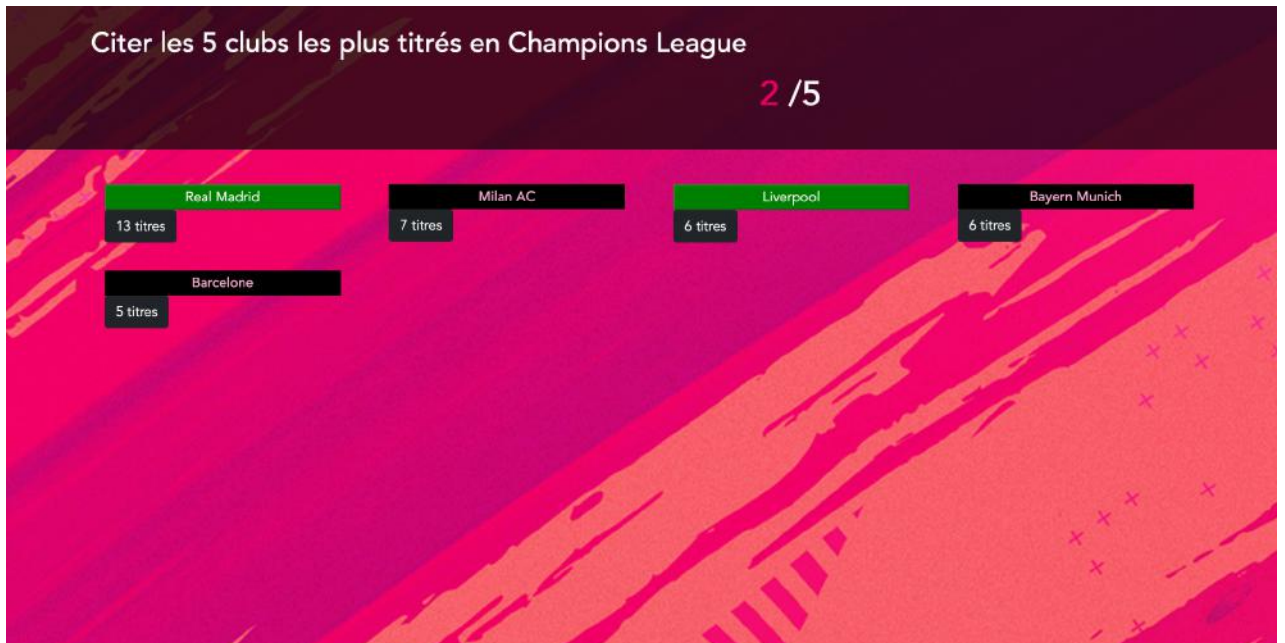 Citer les 5 clubs les plus titrés en Champions League
2 /5
Real Madrid
13 titres
Milan AC
7 titres
Liverpool
6 titres
Bayern Munich
6 titres
Barcelone
5 titres